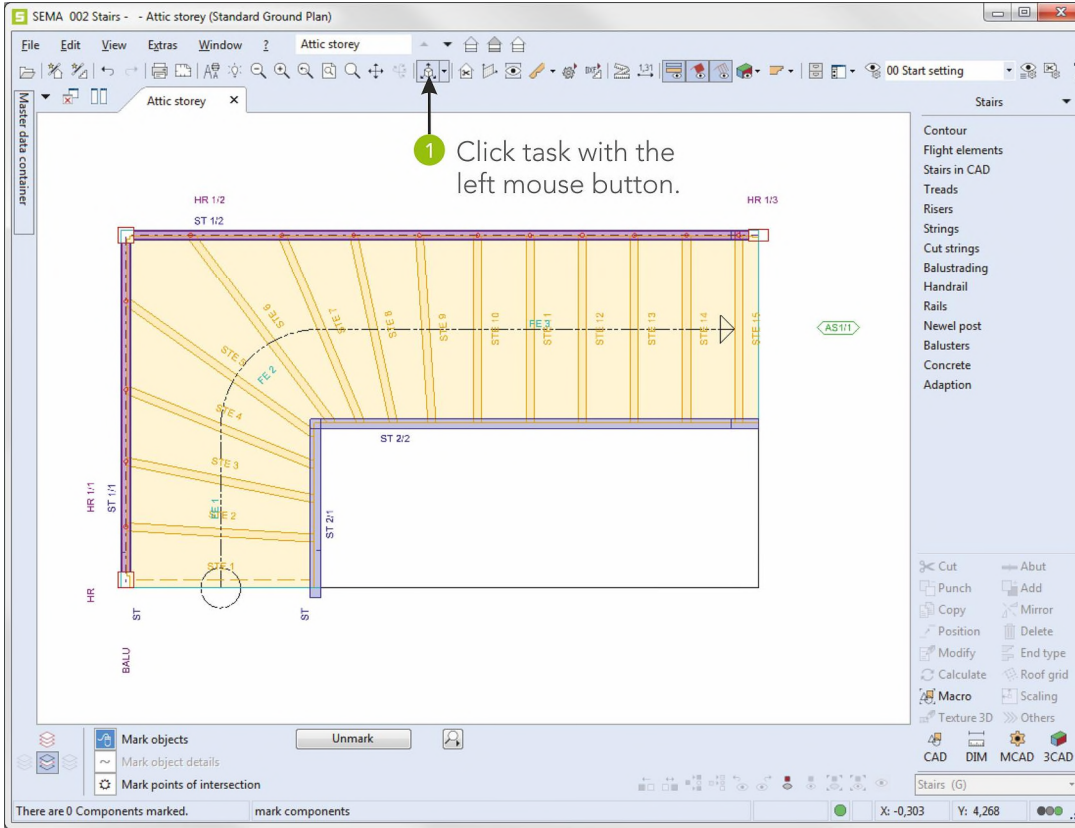 SEMA 002 Stairs - - Attic storey (Standard Ground Plan)
File Edit View Extras Window ? Attic storey
1,31 00 Start setting
Master data container
Attic storey
Stairs
1 Click task with the
left mouse button.
Contour
Flight elements
Stairs in CAD
Treads
Risers
Strings
Cut strings
Balustrading
Handrail
Rails
Newel post
Balusters
Concrete
Adaption
HR 1/2
HR 1/3
ST 1/2
STE 6
STE 7
STE 8
STE 9
STE 10
STE 11
FE 3
STE 12
STE 13
STE 14
STE 15
AS1/1
STE 5
FE 2
STE 4
ST 2/2
STE 3
HR 1/1
ST 1/1
FE 1
STE 2
ST 2/1
STE 1
HR
ST
ST
BALU
Cut Abut
Punch Add
Copy Mirror
Position Delete
Modify End type
Calculate Roof grid
Macro Scaling
Texture 3D Others
CAD DIM MCAD 3CAD
Mark objects Unmark
Mark object details
Mark points of intersection
Stairs (G)
There are 0 Components marked. mark components X: -0,303 Y: 4,268